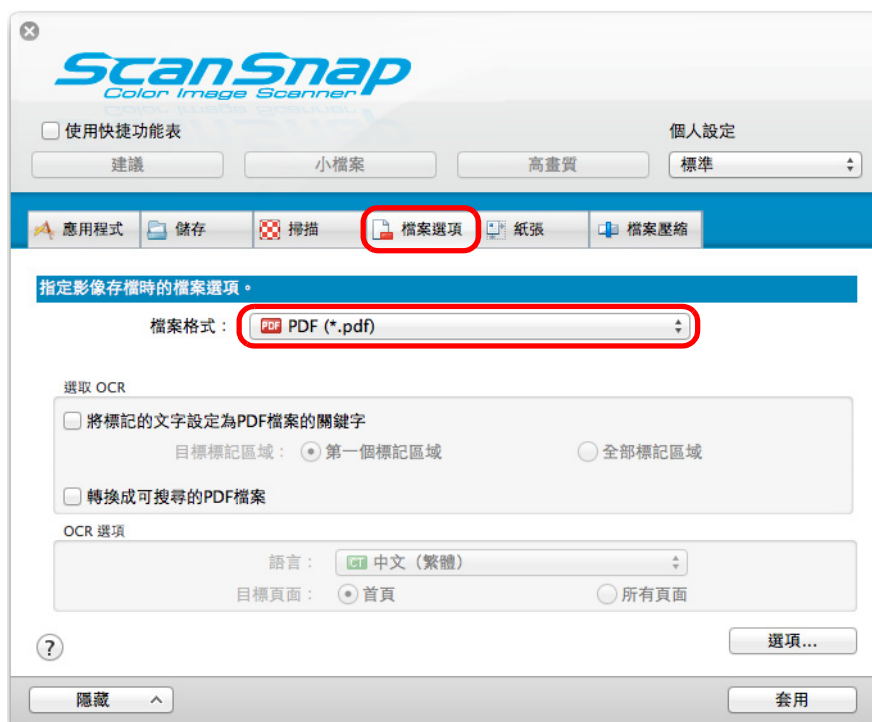 ScanSnap
Color Image Scanner
使用快捷功能表
個人設定
建議 小檔案 高畫質 標準
應用程式 儲存 掃描 檔案選項 紙張 檔案壓縮
指定影像存檔時的檔案選項。
檔案格式： PDF PDF (*.pdf)
選取 OCR
將標記的文字設定為PDF檔案的關鍵字
目標標記區域： 第一個標記區域 全部標記區域
轉換成可搜尋的PDF檔案
OCR 選項
語言： CT 中文（繁體）
目標頁面： 首頁 所有頁面
?
選項...
隱藏 套用